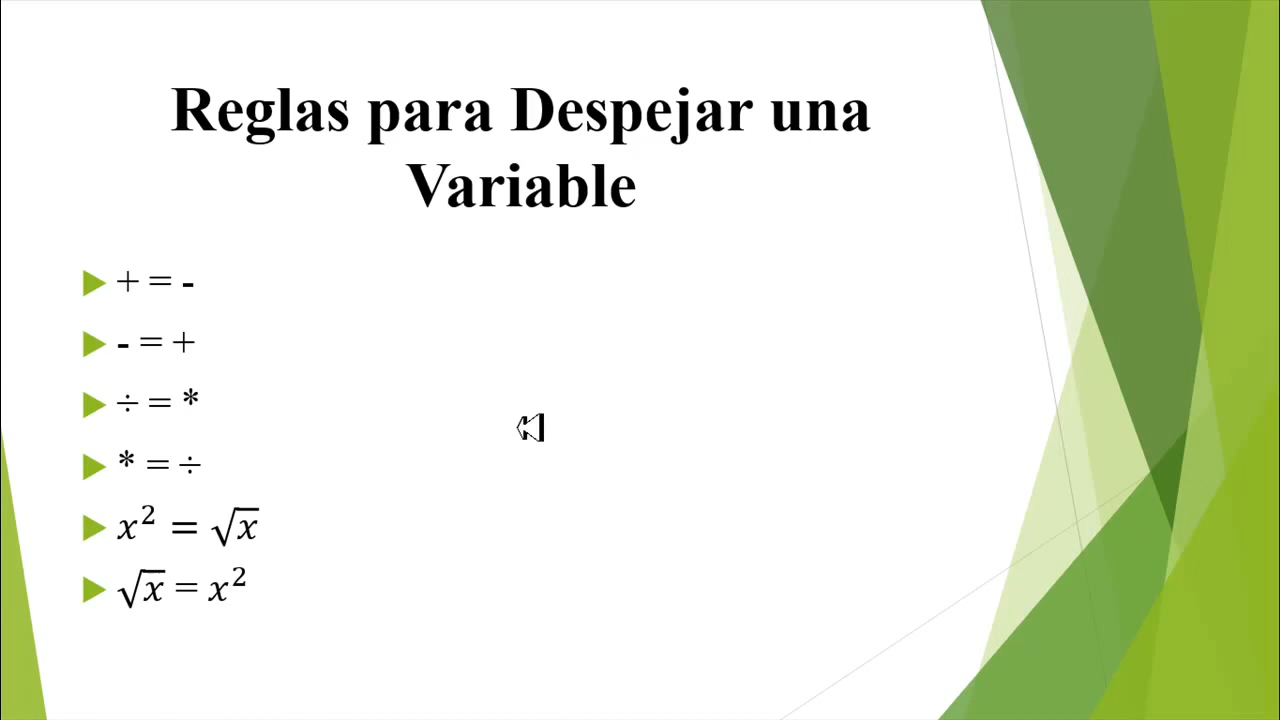 Reglas para Despejar una
Variable
+ = -
- = +
÷ = *
* = ÷
x² = √x
√x = x²